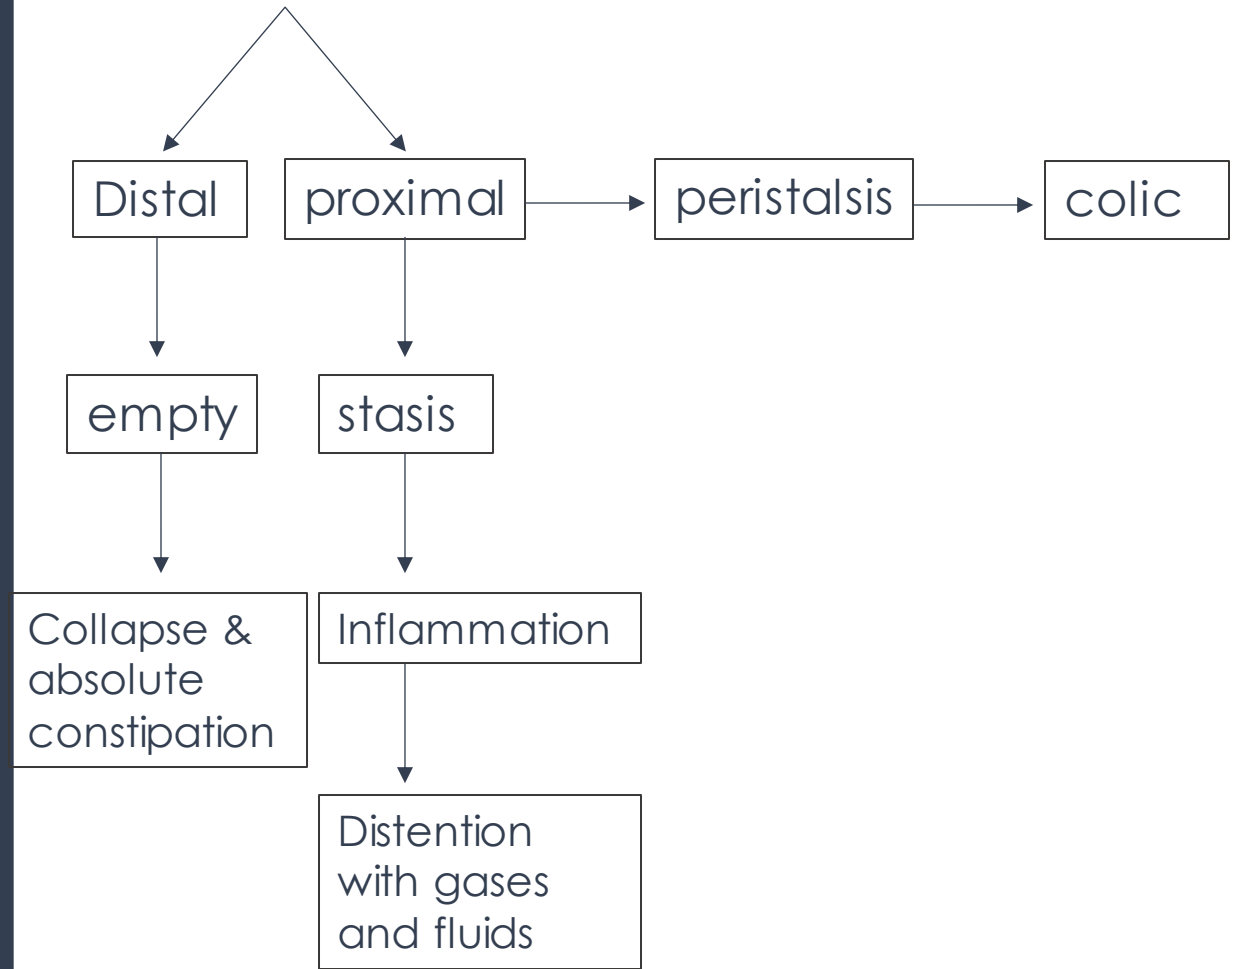 Distal
proximal
peristalsis
colic
empty
stasis
Collapse &
absolute
constipation
Inflammation
Distention
with gases
and fluids